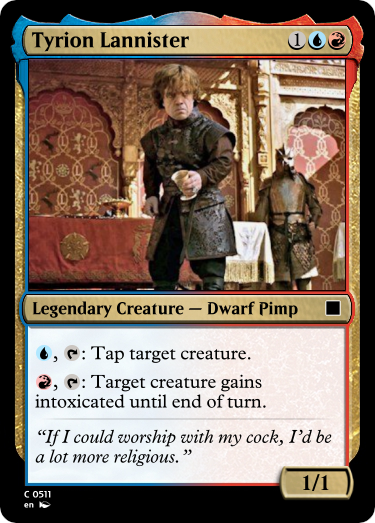 Tyrion Lannister 1
Legendary Creature — Dwarf Pimp
: Tap target creature.
: Target creature gains
intoxicated until end of turn.
“If I could worship with my cock, I’d be
a lot more religious.”
1/1
C 0511
en